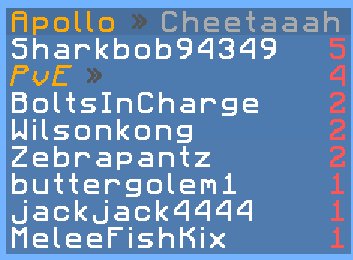 Apollo » Cheetaaah
Sharkbob94349 5
PvE » 4
BoltsInCharge 2
Wilsonkong 2
Zebrapantz 2
buttergolem1 1
jackjack4444 1
MeleeFishKix 1